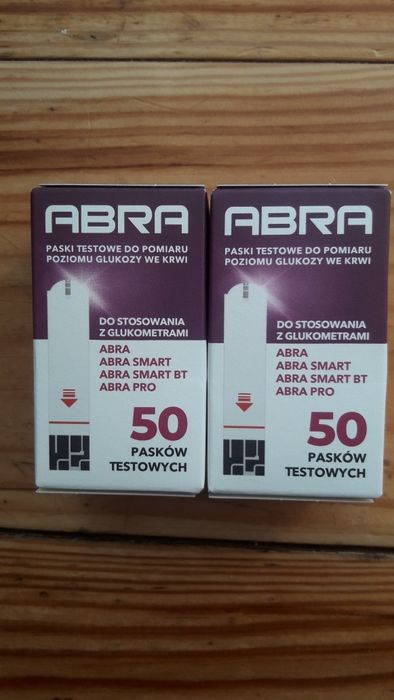 ABRA
PASKI TESTOWE DO POMIARU
POZIOMU GLUKOZY WE KRWI
DO STOSOWANIA
Z GLUKOMETRAMI
ABRA
ABRA SMART
ABRA SMART BT
ABRA PRO
50
PASKÓW
TESTOWYCH
ABRA
PASKI TESTOWE DO POMIARU
POZIOMU GLUKOZY WE KRWI
DO STOSOWANIA
Z GLUKOMETRAMI
ABRA
ABRA SMART
ABRA SMART BT
ABRA PRO
50
PASKÓW
TESTOWYCH